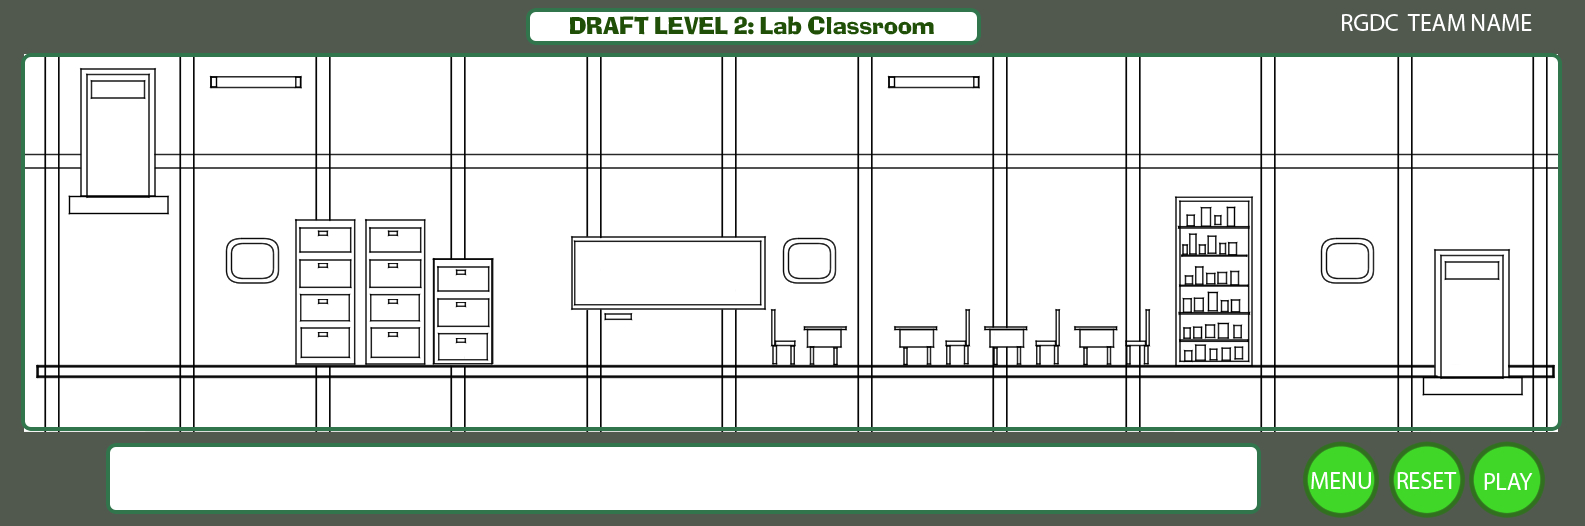 DRAFT LEVEL 2: Lab Classroom
RGDC TEAM NAME
MENU
RESET
PLAY